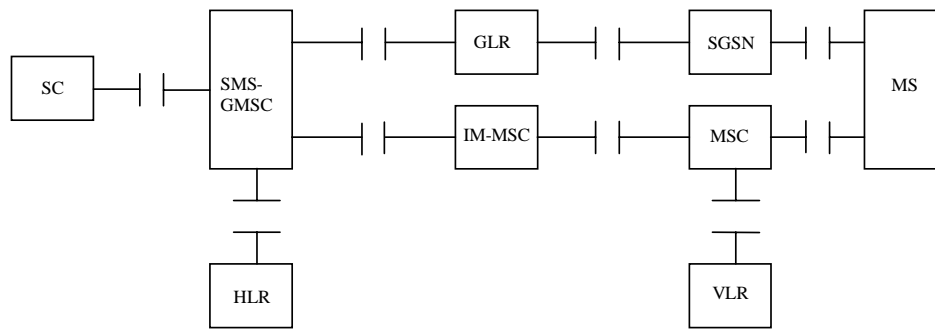 GLR
SGSN
SC
SMS-
GMSC
MS
IM-MSC
MSC
HLR
VLR